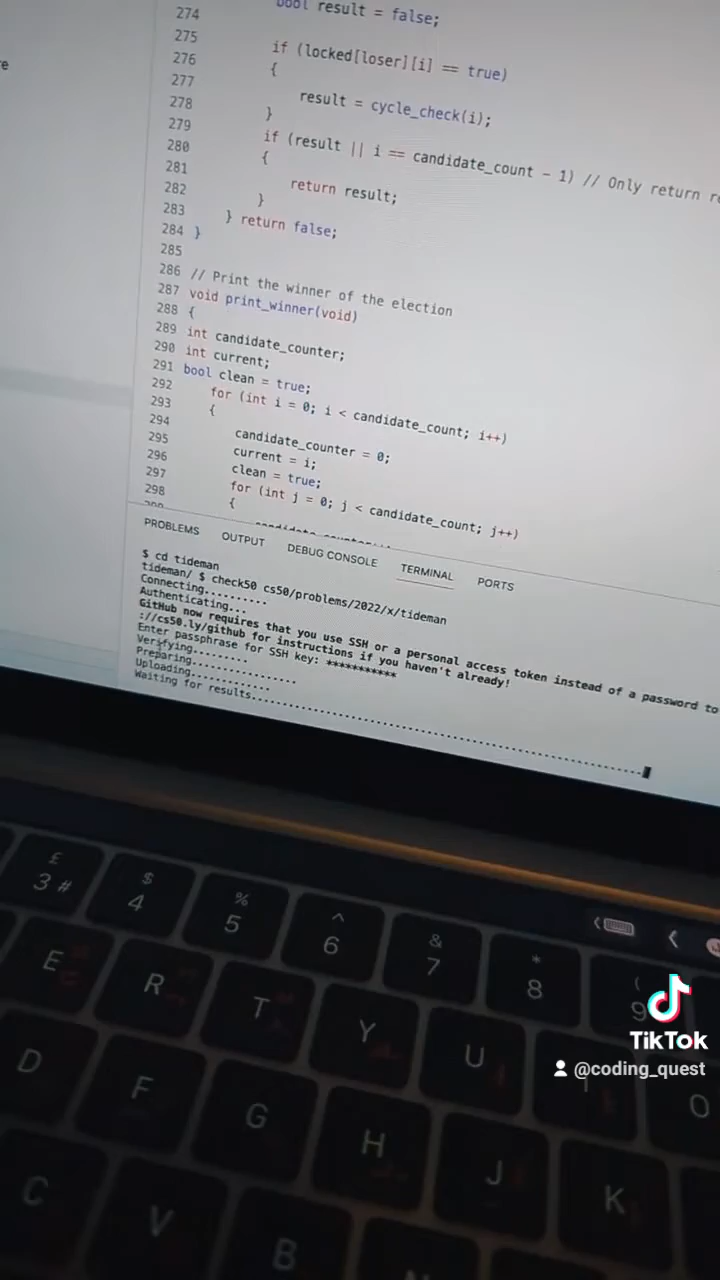 274 bool result = false;
275
276 if (locked[loser][i] == true)
277 {
278 result = cycle_check(i);
279 }
280 if (result || i == candidate_count - 1) // Only return
281 {
282 return result;
283 }
284 } return false;
}
285
286 // Print the winner of the election
287 void print_winner(void)
288 {
289 int candidate_counter;
290 int current;
291 bool clean = true;
292 for (int i = 0; i < candidate_count; i++)
293 {
294
295 candidate_counter = 0;
296 current = i;
297 clean = true;
298 for (int j = 0; j < candidate_count; j++)
{
PROBLEMS OUTPUT DEBUG CONSOLE TERMINAL PORTS
$ cd tideman
tideman/ $ check50 cs50/problems/2022/x/tideman
Connecting..........
Authenticating...
GitHub now requires that you use SSH or a personal access token instead of a password to
://cs50.ly/github for instructions if you haven't already!
Enter passphrase for SSH key: ***********
Verifying.........
Preparing.................
Uploading.............
Waiting for results..........................................................
£ $ % ^ & * (
3 # 4 5 6 7 8 9
E R T Y U I O
D F G H J K
C V B
TikTok
@coding_quest